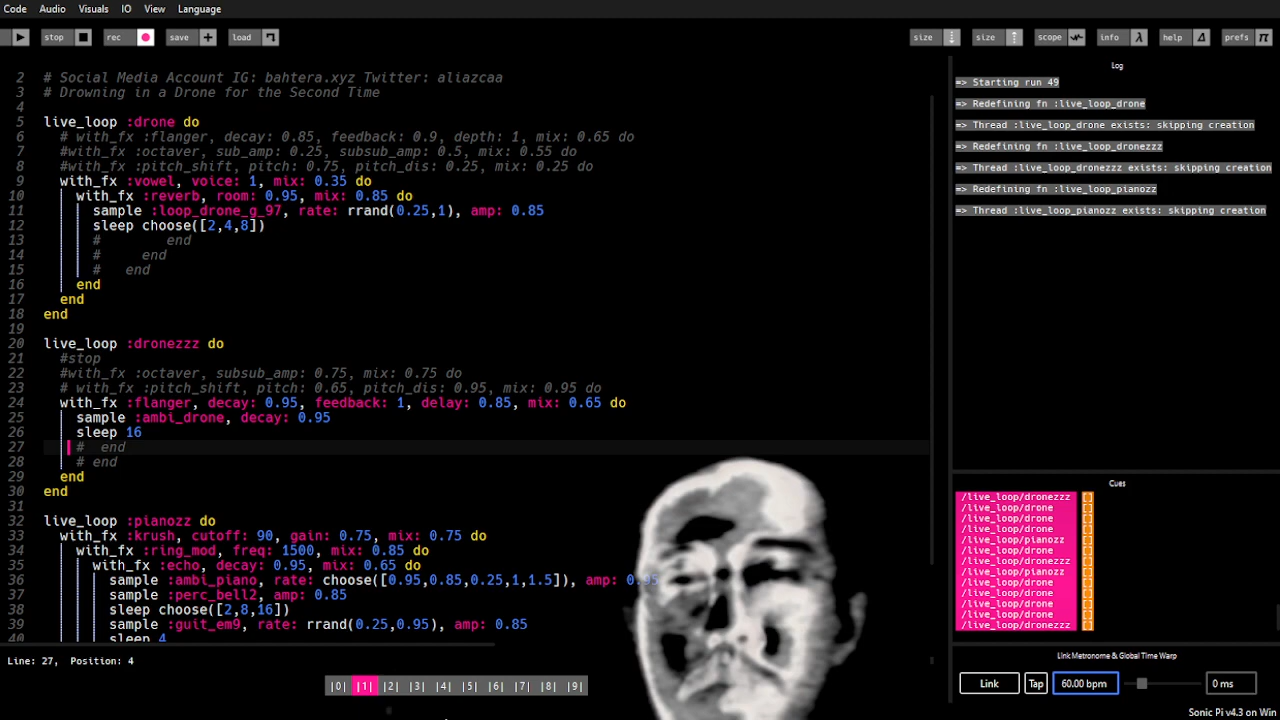 Code Audio Visuals IO View Language
stop rec save + load size size scope info λ help Δ prefs π
2 # Social Media Account IG: bahtera.xyz Twitter: aliazcaa
3 # Drowning in a Drone for the Second Time
4
5 live_loop :drone do
6 # with_fx :flanger, decay: 0.85, feedback: 0.9, depth: 1, mix: 0.65 do
7 #with_fx :octaver, sub_amp: 0.25, subsub_amp: 0.5, mix: 0.55 do
8 #with_fx :pitch_shift, pitch: 0.75, pitch_dis: 0.25, mix: 0.25 do
9 with_fx :vowel, voice: 1, mix: 0.35 do
10 with_fx :reverb, room: 0.95, mix: 0.85 do
11 sample :loop_drone_g_97, rate: rrand(0.25,1), amp: 0.85
12 sleep choose([2,4,8])
13 # end
14 # end
15 # end
16 end
17 end
18 end
19
20 live_loop :dronezzz do
21 #stop
22 #with_fx :octaver, subsub_amp: 0.75, mix: 0.75 do
23 # with_fx :pitch_shift, pitch: 0.65, pitch_dis: 0.95, mix: 0.95 do
24 with_fx :flanger, decay: 0.95, feedback: 1, delay: 0.85, mix: 0.65 do
25 sample :ambi_drone, decay: 0.95
26 sleep 16
27 # end
28 # end
29 end
30 end
31
32 live_loop :pianozz do
33 with_fx :krush, cutoff: 90, gain: 0.75, mix: 0.75 do
34 with_fx :ring_mod, freq: 1500, mix: 0.85 do
35 with_fx :echo, decay: 0.95, mix: 0.65 do
36 sample :ambi_piano, rate: choose([0.95,0.85,0.25,1,1.5]), amp: 0.95
37 sample :perc_bell2, amp: 0.85
38 sleep choose([2,8,16])
39 sample :guit_em9, rate: rrand(0.25,0.95), amp: 0.85
40 sleep 4
Line: 27, Position: 4
|0| |1| |2| |3| |4| |5| |6| |7| |8| |9|
Log
=> Starting run 49
=> Redefining fn :live_loop_drone
=> Thread :live_loop_drone exists: skipping creation
=> Redefining fn :live_loop_dronezzz
=> Thread :live_loop_dronezzz exists: skipping creation
=> Redefining fn :live_loop_pianozz
=> Thread :live_loop_pianozz exists: skipping creation
Cues
/live_loop/dronezzz []
/live_loop/drone []
/live_loop/drone []
/live_loop/drone []
/live_loop/pianozz []
/live_loop/drone []
/live_loop/dronezzz []
/live_loop/pianozz []
/live_loop/drone []
/live_loop/drone []
/live_loop/drone []
/live_loop/drone []
/live_loop/dronezzz []
Link Metronome & Global Time Warp
Link Tap 60.00 bpm 0 ms
Sonic Pi v4.3 on Win